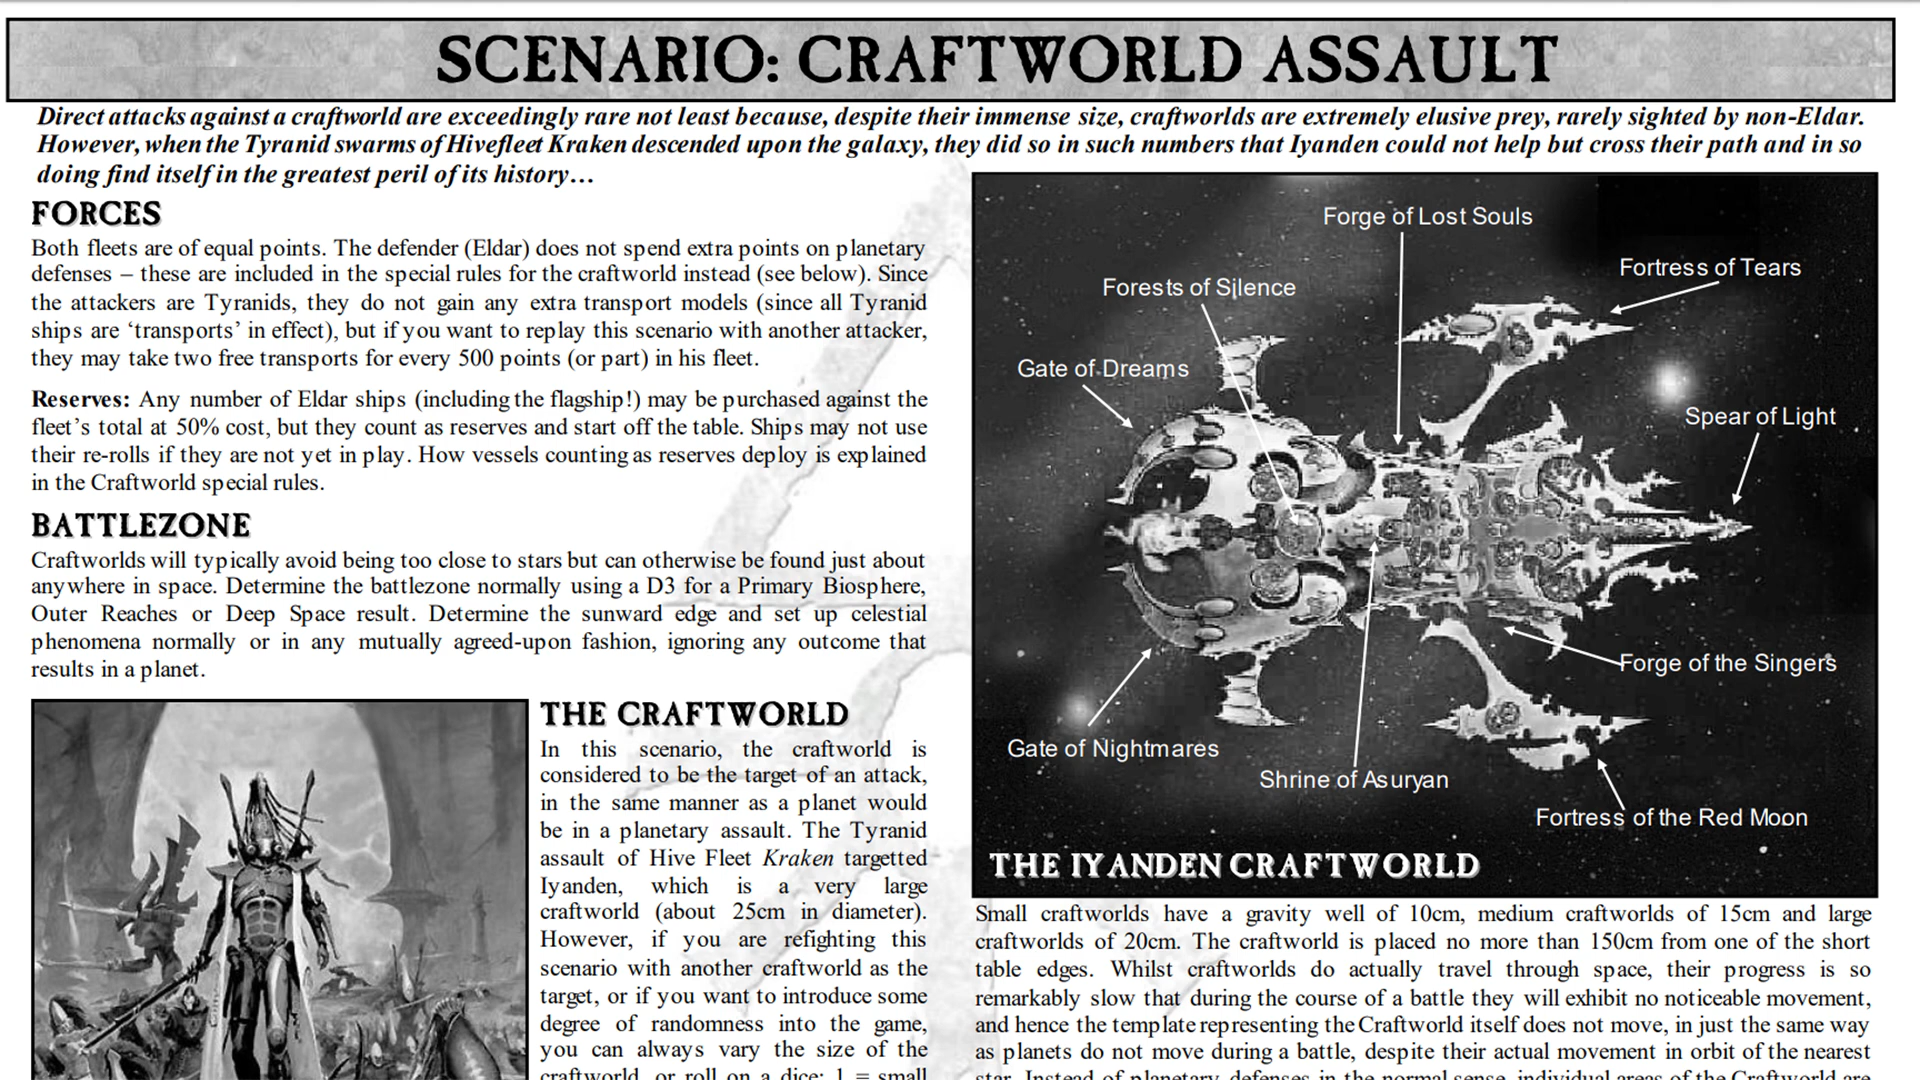 SCENARIO: CRAFTWORLD ASSAULT
Direct attacks against a craftworld are exceedingly rare not least because, despite their immense size, craftworlds are extremely elusive prey, rarely sighted by non-Eldar.
However, when the Tyranid swarms of Hivefleet Kraken descended upon the galaxy, they did so in such numbers that Iyanden could not help but cross their path and in so
doing find itself in the greatest peril of its history…
FORCES
Both fleets are of equal points. The defender (Eldar) does not spend extra points on planetary
defenses – these are included in the special rules for the craftworld instead (see below). Since
the attackers are Tyranids, they do not gain any extra transport models (since all Tyranid
ships are ‘transports’ in effect), but if you want to replay this scenario with another attacker,
they may take two free transports for every 500 points (or part) in his fleet.
Reserves: Any number of Eldar ships (including the flagship!) may be purchased against the
fleet’s total at 50% cost, but they count as reserves and start off the table. Ships may not use
their re-rolls if they are not yet in play. How vessels counting as reserves deploy is explained
in the Craftworld special rules.
BATTLEZONE
Craftworlds will typically avoid being too close to stars but can otherwise be found just about
anywhere in space. Determine the battlezone normally using a D3 for a Primary Biosphere,
Outer Reaches or Deep Space result. Determine the sunward edge and set up celestial
phenomena normally or in any mutually agreed-upon fashion, ignoring any outcome that
results in a planet.
THE CRAFTWORLD
In this scenario, the craftworld is
considered to be the target of an attack,
in the same manner as a planet would
be in a planetary assault. The Tyranid
assault of Hive Fleet Kraken targetted
Iyanden, which is a very large
craftworld (about 25cm in diameter).
However, if you are refighting this
scenario with another craftworld as the
target, or if you want to introduce some
degree of randomness into the game,
you can always vary the size of the
craftworld, or roll on a dice: 1 = small
Forge of Lost Souls
Fortress of Tears
Forests of Silence
Gate of Dreams
Spear of Light
Forge of the Singers
Gate of Nightmares
Shrine of Asuryan
Fortress of the Red Moon
THE IYANDEN CRAFTWORLD
Small craftworlds have a gravity well of 10cm, medium craftworlds of 15cm and large
craftworlds of 20cm. The craftworld is placed no more than 150cm from one of the short
table edges. Whilst craftworlds do actually travel through space, their progress is so
remarkably slow that during the course of a battle they will exhibit no noticeable movement,
and hence the template representing the Craftworld itself does not move, in just the same way
as planets do not move during a battle, despite their actual movement in orbit of the nearest
star. Instead of planetary defenses in the normal sense, individual areas of the Craftworld are